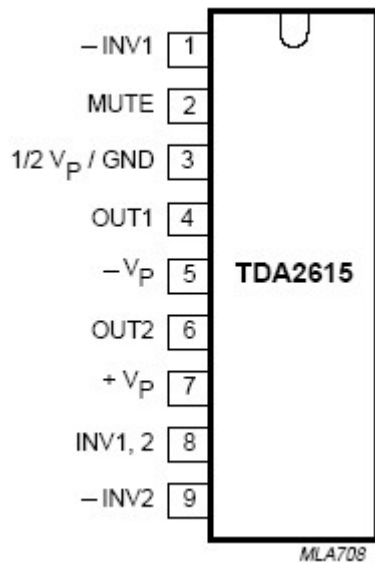 −INV1 1
MUTE 2
1/2 VP / GND 3
OUT1 4
−VP 5
TDA2615
OUT2 6
+VP 7
INV1, 2 8
−INV2 9
MLA708